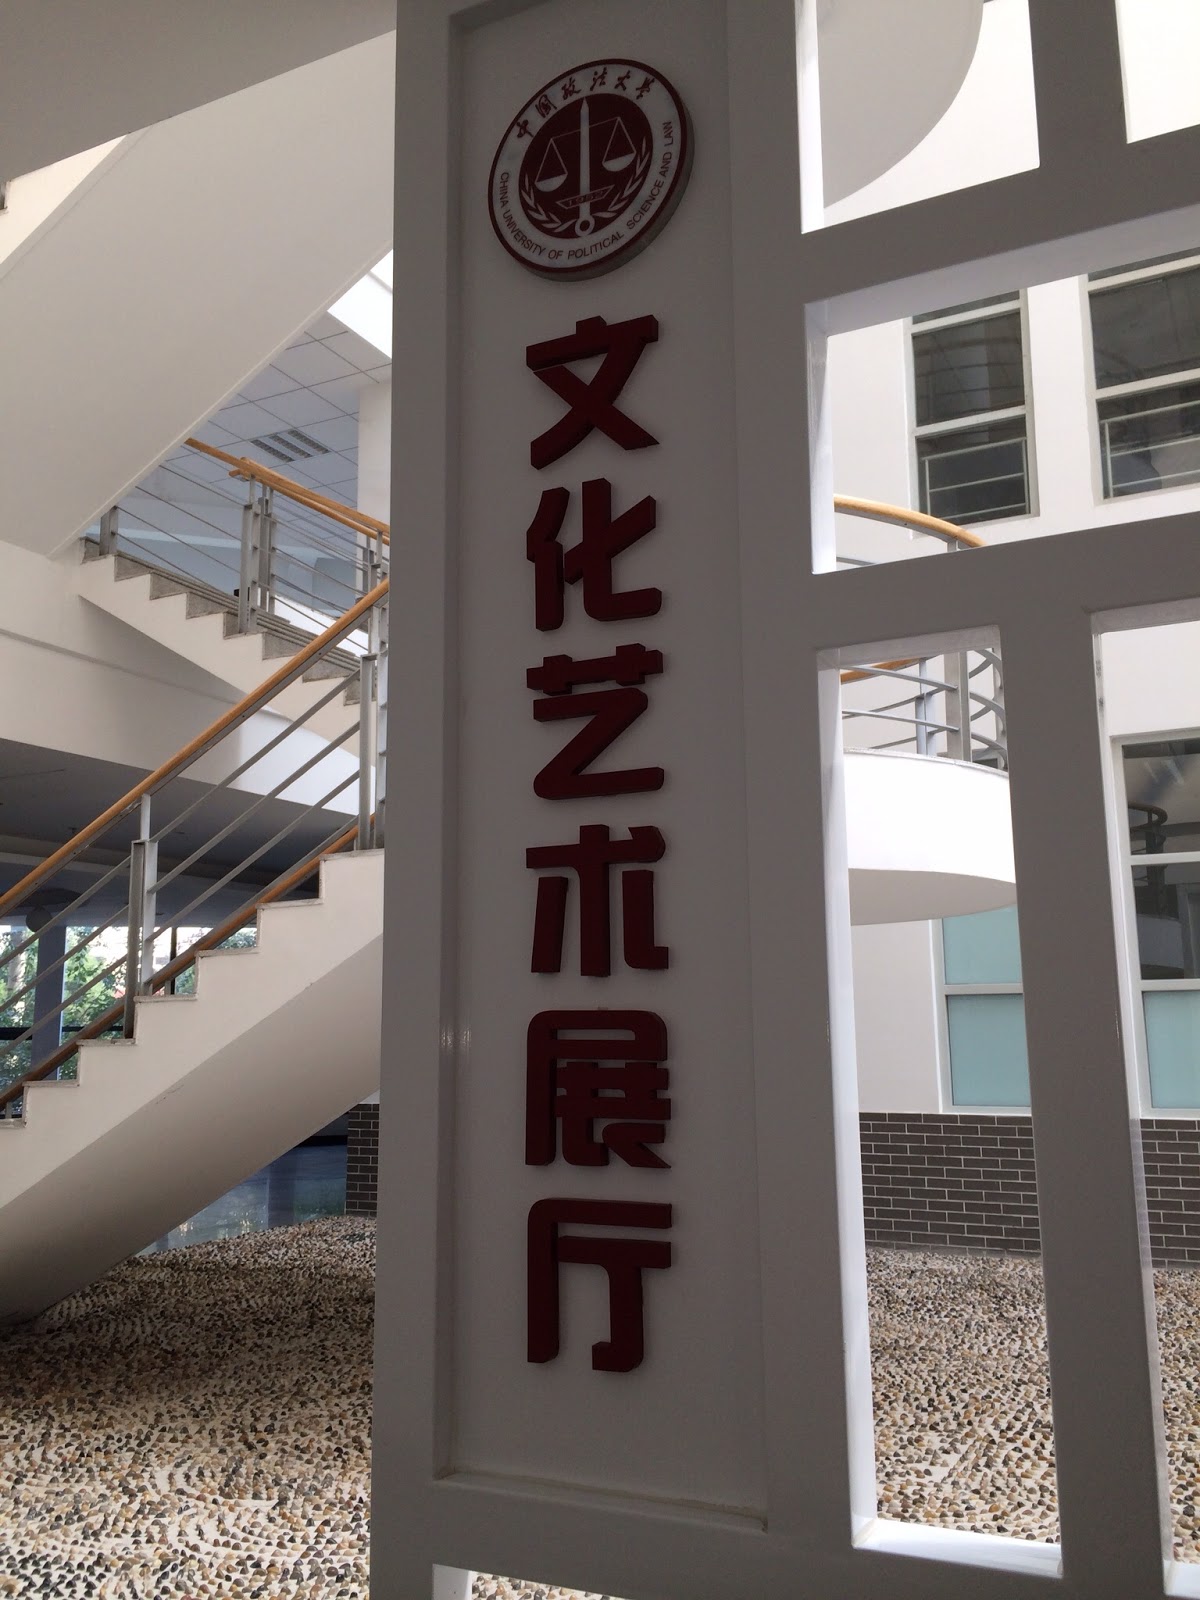 中国政法大学
CHINA UNIVERSITY OF POLITICAL SCIENCE AND LAW
1952
文化艺术展厅